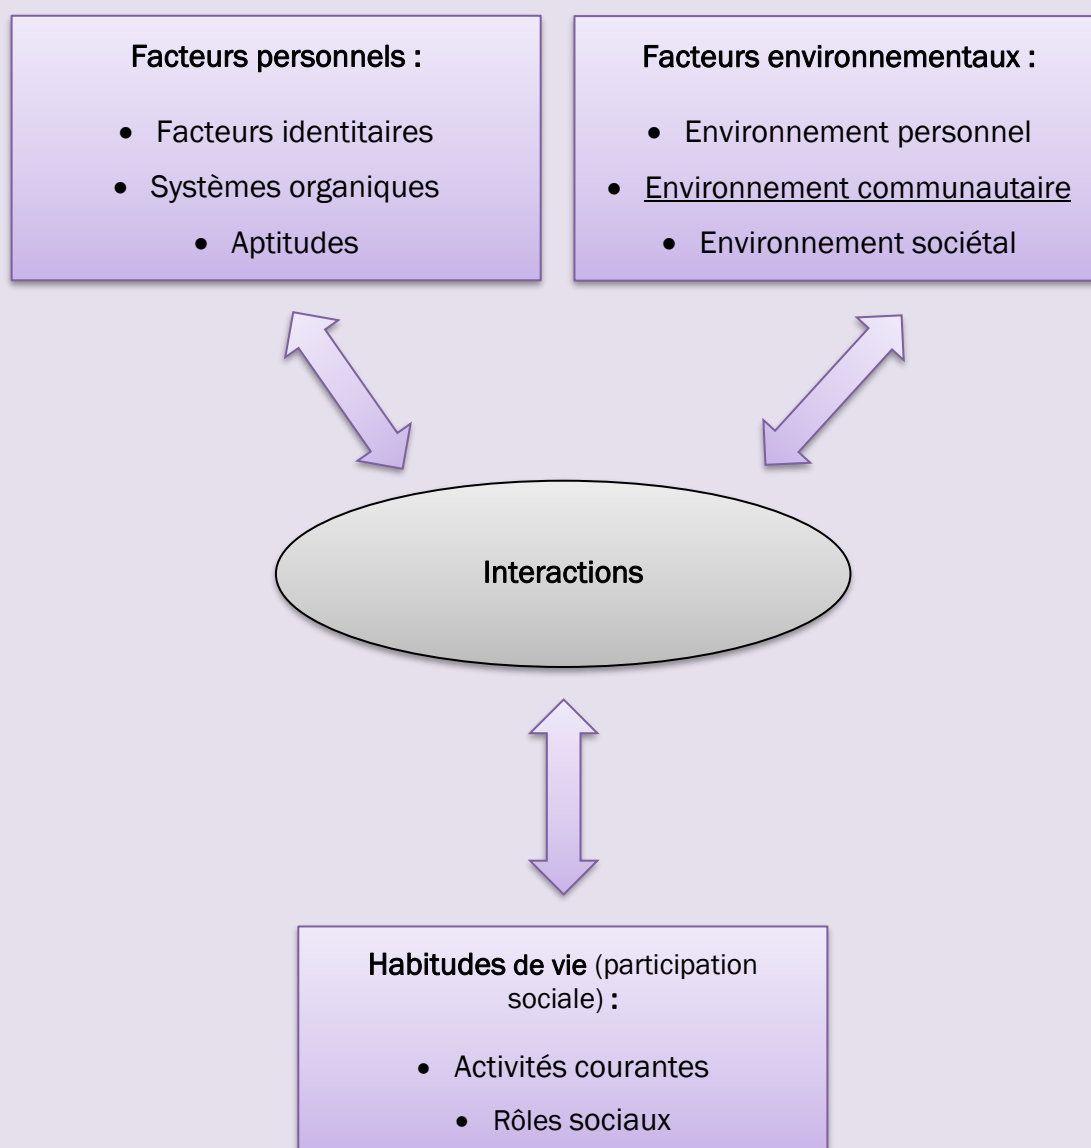 Facteurs personnels :
• Facteurs identitaires
• Systèmes organiques
• Aptitudes
Facteurs environnementaux :
• Environnement personnel
• Environnement communautaire
• Environnement sociétal
Interactions
Habitudes de vie (participation
sociale) :
• Activités courantes
• Rôles sociaux